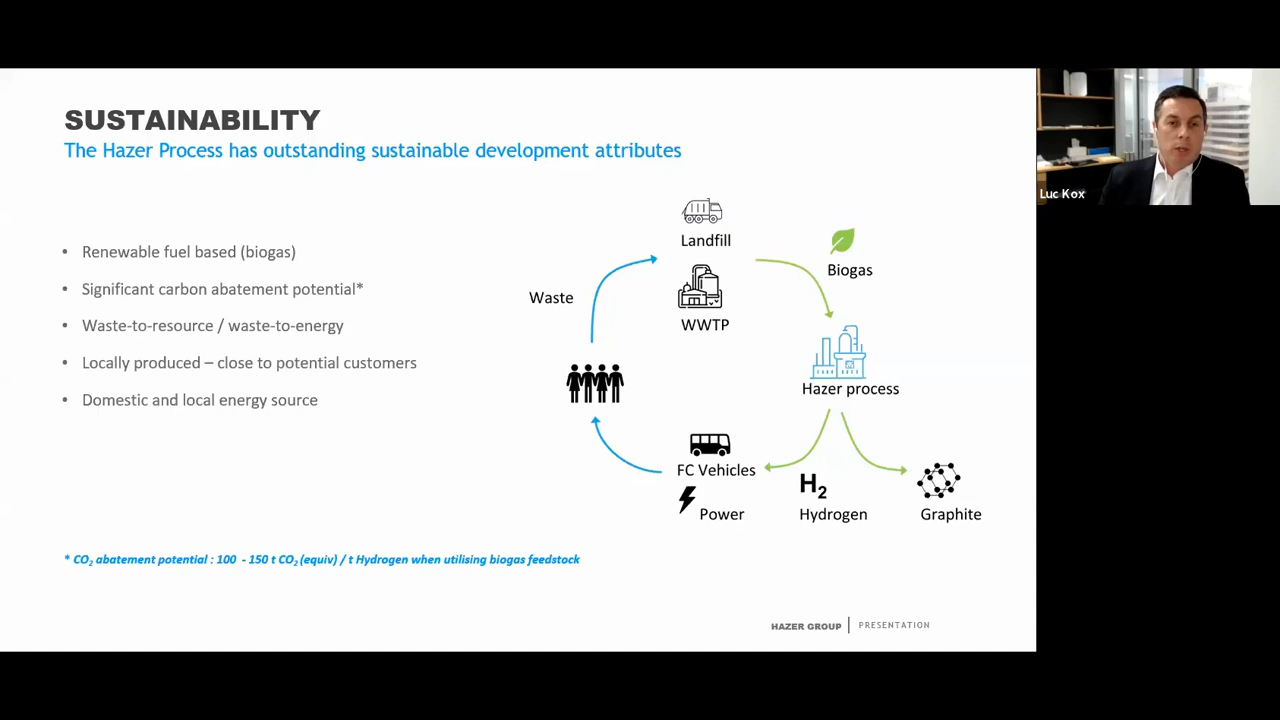 SUSTAINABILITY
The Hazer Process has outstanding sustainable development attributes
• Renewable fuel based (biogas)
• Significant carbon abatement potential*
• Waste-to-resource / waste-to-energy
• Locally produced – close to potential customers
• Domestic and local energy source
Landfill
Biogas
Waste
WWTP
Hazer process
FC Vehicles
H₂
Power
Hydrogen
Graphite
* CO₂ abatement potential : 100 - 150 t CO₂ (equiv) / t Hydrogen when utilising biogas feedstock
HAZER GROUP | PRESENTATION
Luc Kox